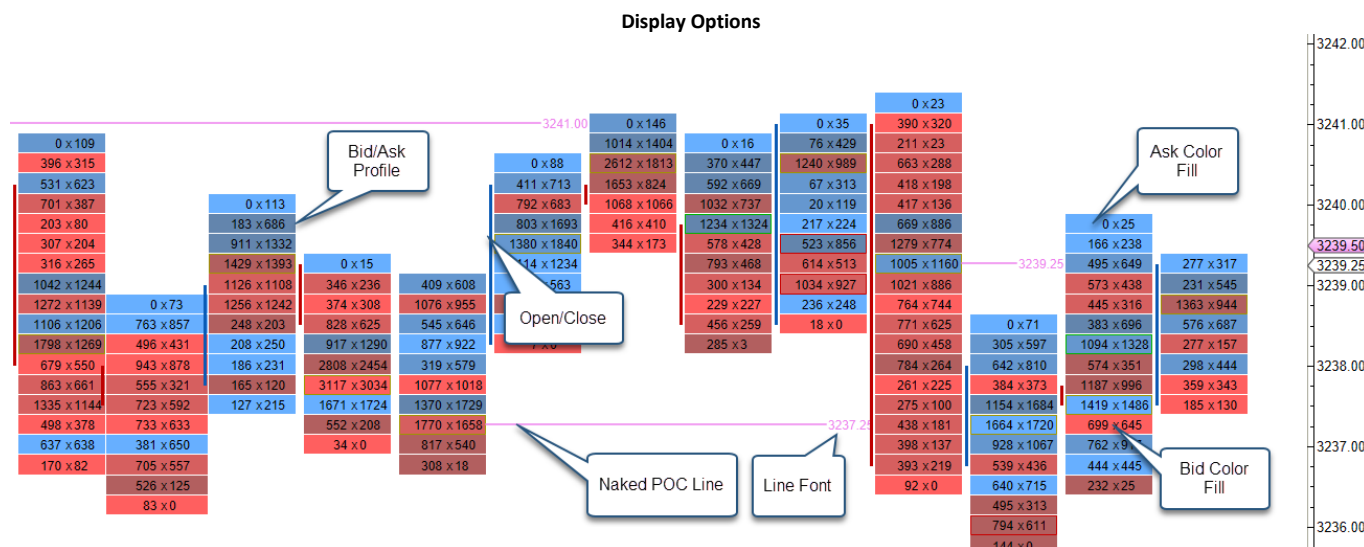 Display Options
0 x 109
396 x 315
531 x 623
701 x 387
203 x 80
307 x 204
316 x 265
1042 x 1244
1272 x 1139
1106 x 1206
1798 x 1269
679 x 550
863 x 661
1335 x 1144
498 x 378
637 x 638
170 x 82
0 x 73
763 x 857
496 x 431
943 x 878
555 x 321
723 x 592
733 x 633
381 x 650
705 x 557
526 x 125
83 x 0
0 x 113
183 x 686
911 x 1332
1429 x 1393
1126 x 1108
1256 x 1242
248 x 203
208 x 250
186 x 231
165 x 120
127 x 215
Bid/Ask
Profile
0 x 15
346 x 236
374 x 308
828 x 625
917 x 1290
2808 x 2454
3117 x 3034
1671 x 1724
552 x 208
34 x 0
409 x 608
1076 x 955
545 x 646
877 x 922
319 x 579
1077 x 1018
1370 x 1729
1770 x 1658
817 x 540
308 x 18
0 x 88
411 x 713
792 x 683
803 x 1693
1380 x 1840
x 1234
563
x 0
Open/Close
3241.00
0 x 146
1014 x 1404
2612 x 1813
1653 x 824
1068 x 1066
416 x 410
344 x 173
0 x 16
370 x 447
592 x 669
1032 x 737
1234 x 1324
578 x 428
793 x 468
300 x 134
229 x 227
456 x 259
285 x 3
0 x 35
76 x 429
1240 x 989
67 x 313
20 x 119
217 x 224
523 x 856
614 x 513
1034 x 927
236 x 248
18 x 0
3237.25
Naked POC Line
Line Font
0 x 23
390 x 320
211 x 23
663 x 288
418 x 198
417 x 136
669 x 886
1279 x 774
1005 x 1160
1021 x 886
764 x 744
771 x 625
690 x 458
784 x 264
261 x 225
275 x 100
438 x 181
398 x 137
393 x 219
92 x 0
3239.25
0 x 71
305 x 597
642 x 810
384 x 373
1154 x 1684
1664 x 1720
928 x 1067
539 x 436
640 x 715
495 x 313
794 x 611
144 x 0
Ask Color
Fill
0 x 25
166 x 238
495 x 649
573 x 438
445 x 316
383 x 696
1094 x 1328
574 x 351
1187 x 996
1419 x 1486
699 x 645
762 x
444 x 445
232 x 25
Bid Color
Fill
277 x 317
231 x 545
1363 x 944
576 x 687
277 x 157
298 x 444
359 x 343
185 x 130
3242.00
3241.00
3240.00
3239.50
3239.25
3239.00
3238.00
3237.00
3236.00